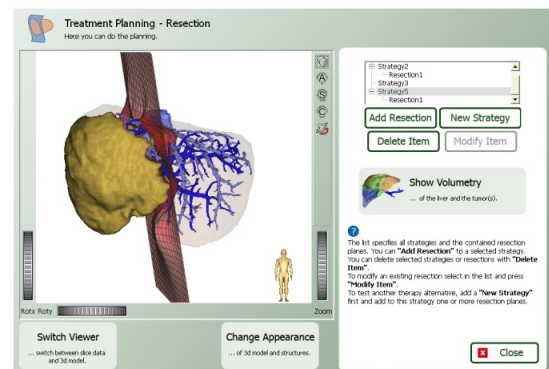 Treatment Planning - Resection
Here you can do the planning.
Strategy2
Resection1
Strategy3
Strategy5
Resection1
Add Resection
New Strategy
Delete Item
Modify Item
Show Volumetry
... of the liver and the tumor(s).
?
The list specifies all strategies and the contained resection
planes. You can "Add Resection" to a selected strategy.
You can delete selected strategies or resections with "Delete
Item".
To modify an existing resection select in the list and press
"Modify Item".
To test another therapy alternative, add a "New Strategy"
first and add to this strategy one or more resection planes.
A
S
C
Rotx Roty
Zoom
Switch Viewer
... switch between slice data
and 3d model.
Change Appearance
... of 3d model and structures.
X Close